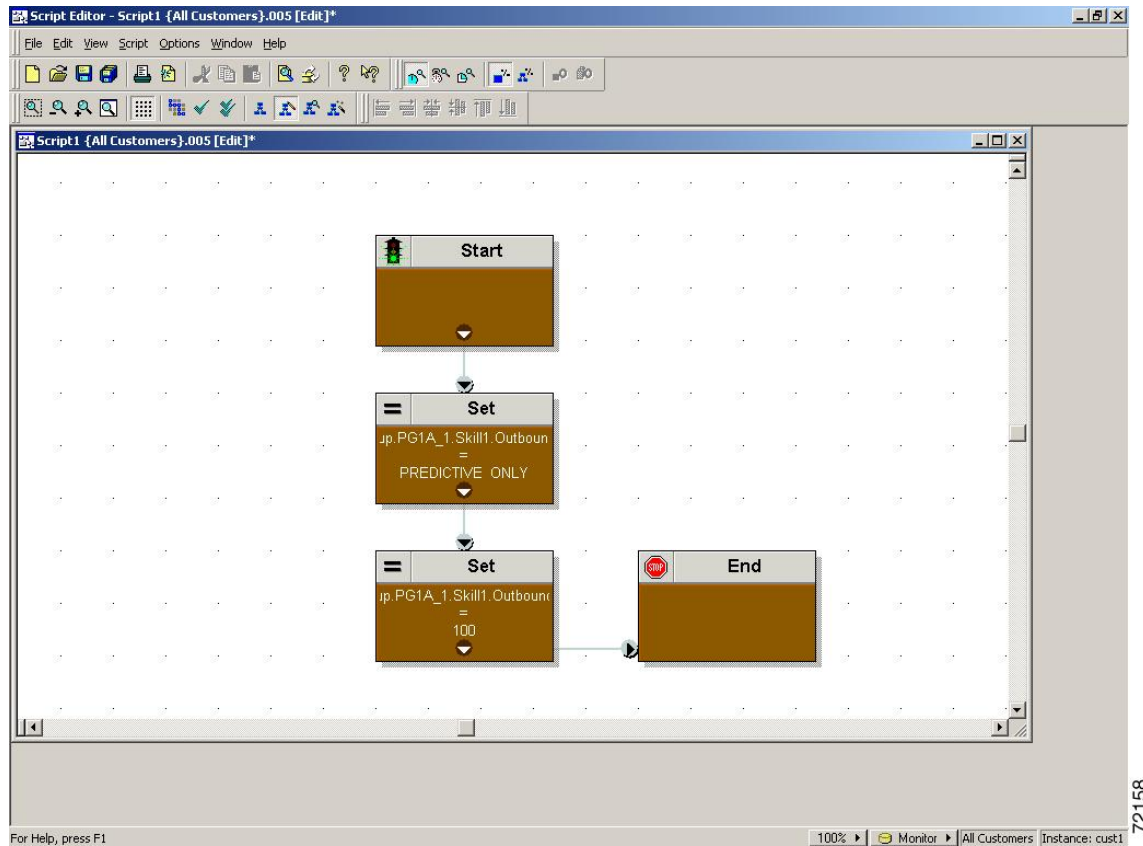 Script Editor - Script1 {All Customers}.005 [Edit]*
File Edit View Script Options Window Help
Script1 {All Customers}.005 [Edit]*
Start
Set
up.PG1A_1.Skill1.Outboun
=
PREDICTIVE ONLY
Set
End
STOP
up.PG1A_1.Skill1.Outbound
=
100
For Help, press F1
100% Monitor All Customers Instance: cust1
72158